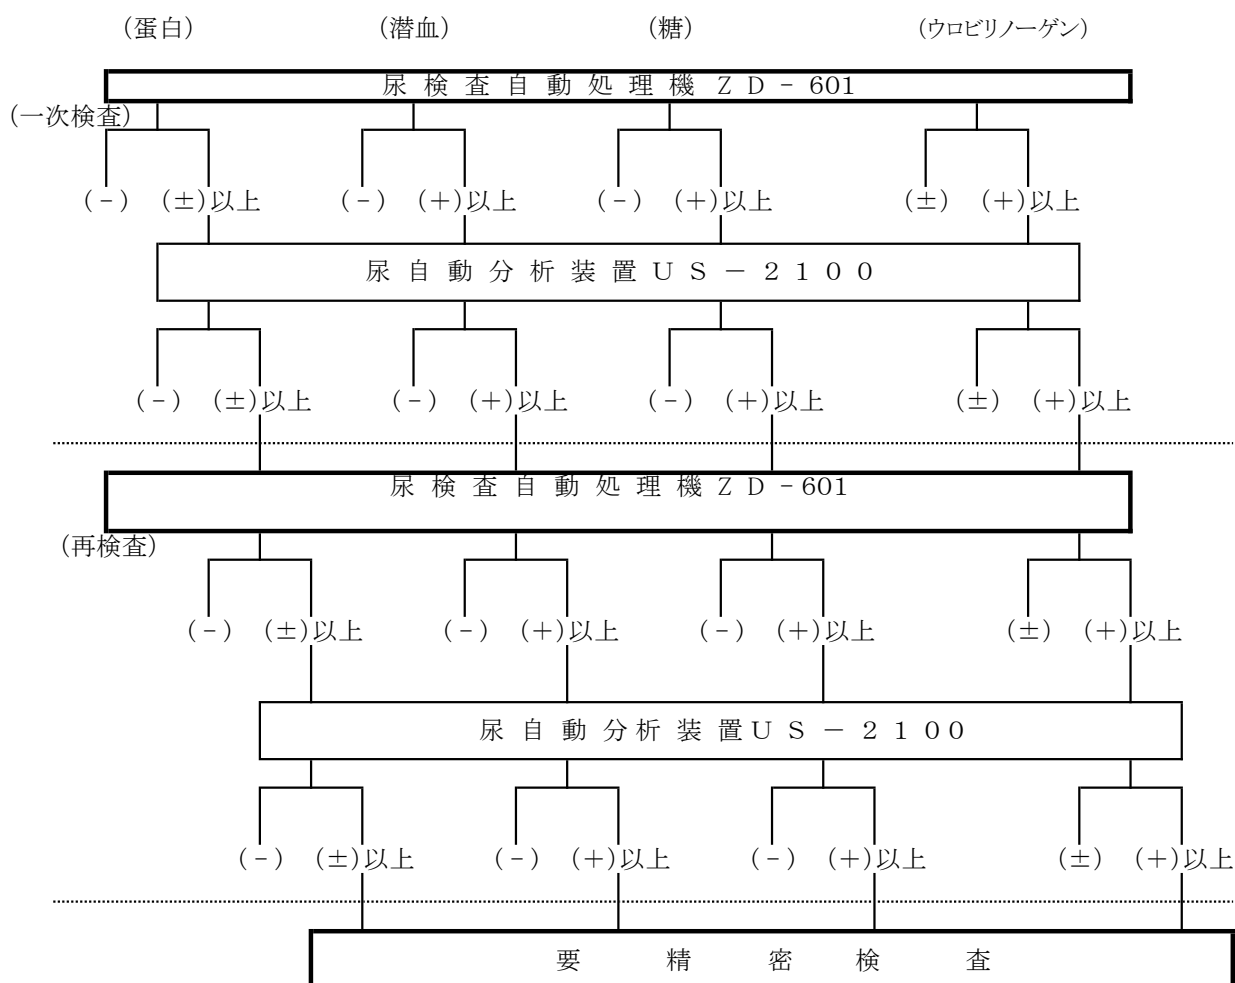 (蛋白) (潜血) (糖) (ウロビリノーゲン)
尿検査自動処理機ZD-601
(一次検査)
(-) (±)以上 (-) (+)以上 (-) (+)以上 (±) (+)以上
尿自動分析装置US－2100
(-) (±)以上 (-) (+)以上 (-) (+)以上 (±) (+)以上
尿検査自動処理機ZD-601
(再検査)
(-) (±)以上 (-) (+)以上 (-) (+)以上 (±) (+)以上
尿自動分析装置US－2100
(-) (±)以上 (-) (+)以上 (-) (+)以上 (±) (+)以上
要精密検査